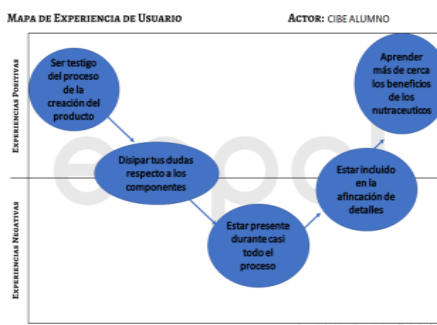 MAPA DE EXPERIENCIA DE USUARIO
ACTOR: CIBE ALUMNO
EXPERIENCIAS POSITIVAS
EXPERIENCIAS NEGATIVAS
Ser testigo
del proceso
de la
creación del
producto
Disipar tus dudas
respecto a los
componentes
Estar presente
durante casi
todo el
proceso
Estar incluido
en la
afincación de
detalles
Aprender
más de cerca
los beneficios
de los
nutraceuticos
espol